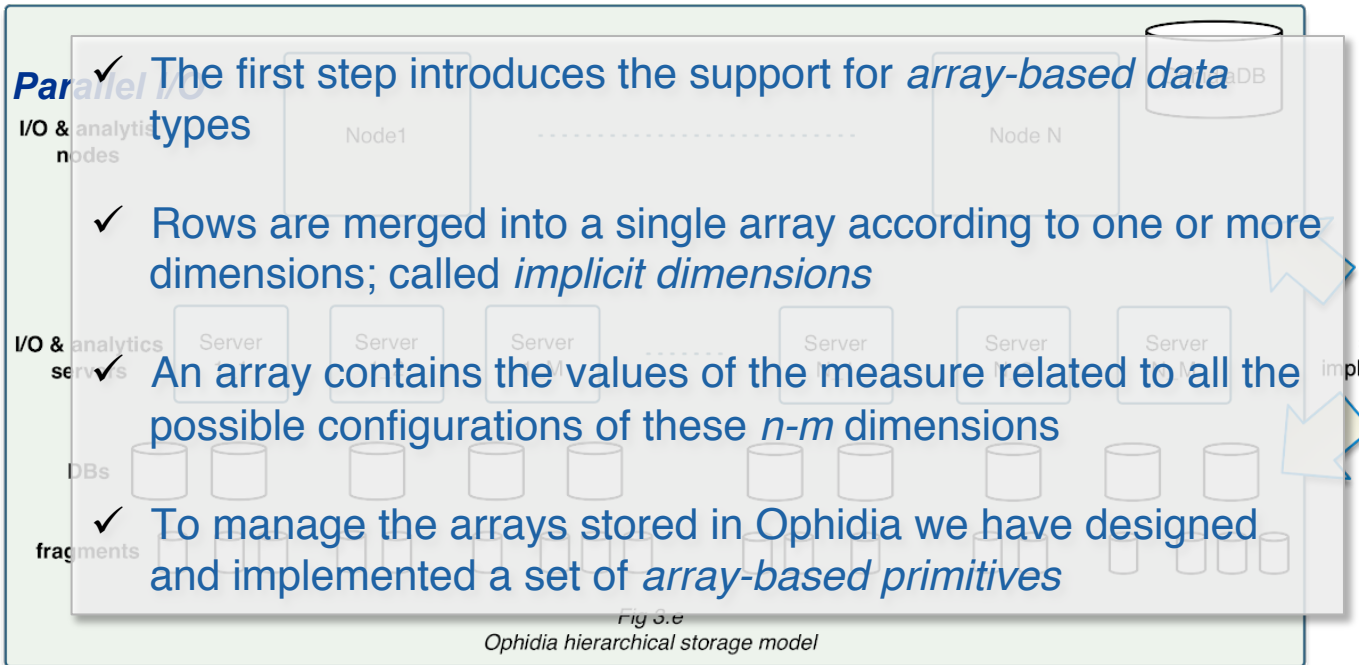 ✓ The first step introduces the support for array-based data
types
✓ Rows are merged into a single array according to one or more
dimensions; called implicit dimensions
✓ An array contains the values of the measure related to all the
possible configurations of these n-m dimensions
✓ To manage the arrays stored in Ophidia we have designed
and implemented a set of array-based primitives
Parallel I/O
I/O & analytis
nodes
Node1
Node N
I/O & analytics
servers
Server
Server
Server
Server
Server
Server
DBs
fragments
Fig 3.e
Ophidia hierarchical storage model